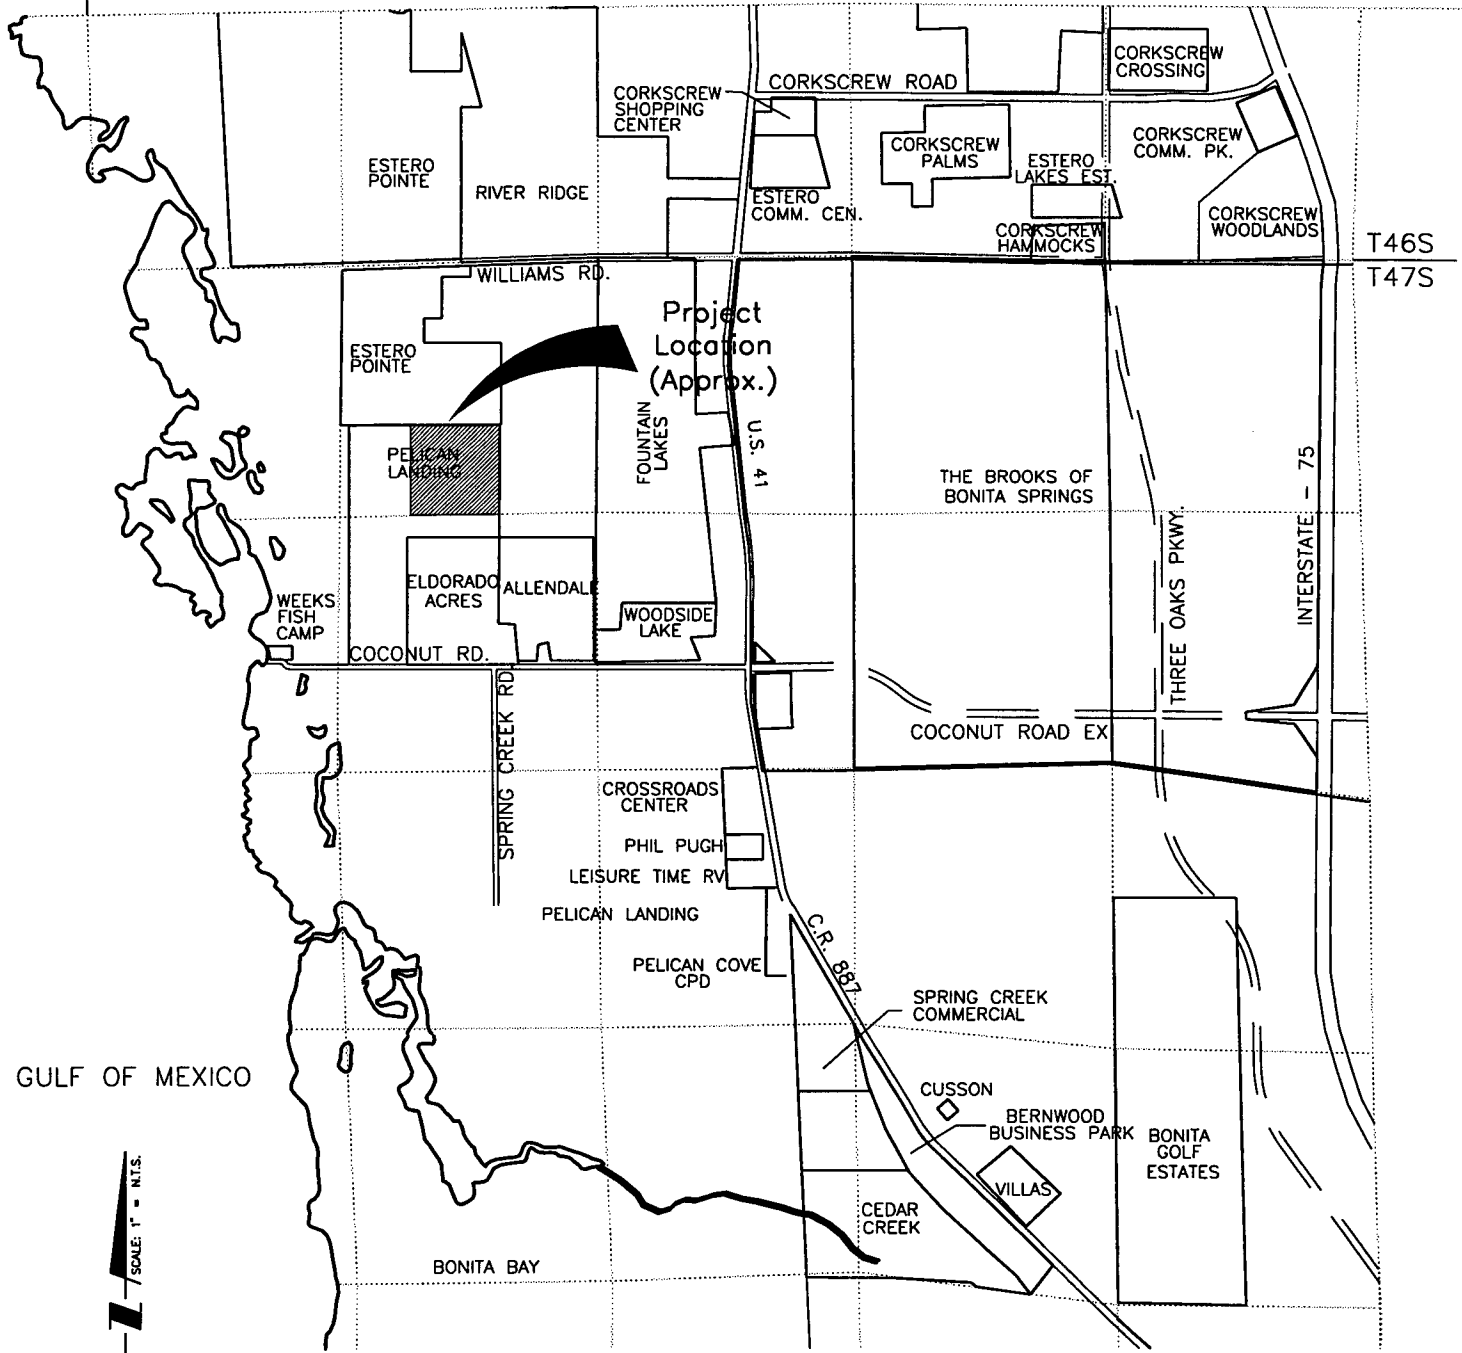 CORKSCREW
CROSSING
CORKSCREW ROAD
CORKSCREW
SHOPPING
CENTER
CORKSCREW
COMM. PK.
CORKSCREW
PALMS
ESTERO
POINTE
RIVER RIDGE
ESTERO
LAKES EST.
ESTERO
COMM. CEN.
CORKSCREW
WOODLANDS
CORKSCREW
HAMMOCKS
T46S
T47S
WILLIAMS RD.
Project
Location
(Approx.)
ESTERO
POINTE
FOUNTAIN
LAKES
U.S. 41
PELICAN
LANDING
THE BROOKS OF
BONITA SPRINGS
INTERSTATE - 75
THREE OAKS PKWY.
ELDORADO
ACRES
ALLENDALE
WEEKS
FISH
CAMP
WOODSIDE
LAKE
COCONUT RD.
SPRING CREEK RD
COCONUT ROAD EX
CROSSROADS
CENTER
PHIL PUGH
LEISURE TIME RV
PELICAN LANDING
C.R. 887
PELICAN COVE
CPD
SPRING CREEK
COMMERCIAL
GULF OF MEXICO
CUSSON
BERNWOOD
BUSINESS PARK
BONITA
GOLF
ESTATES
VILLAS
CEDAR
CREEK
BONITA BAY
SCALE: 1" = N.T.S.
N